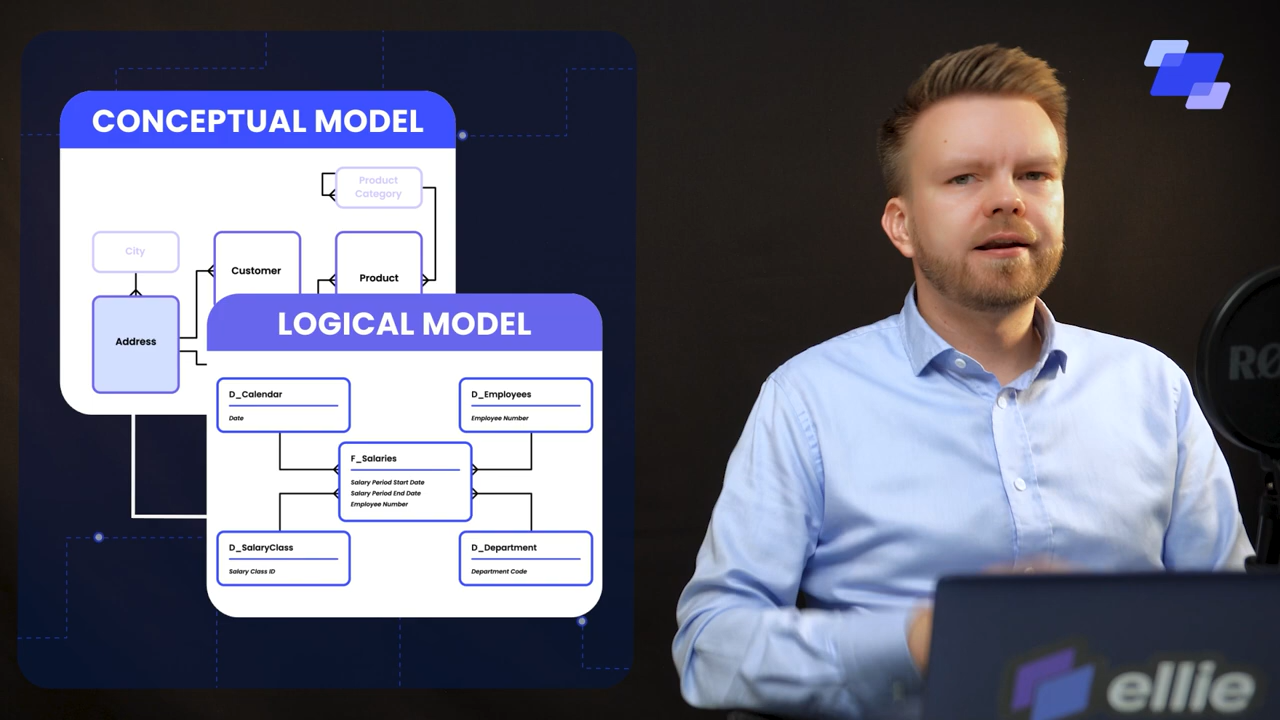 CONCEPTUAL MODEL
Product
Category
City
Customer
Product
Address
LOGICAL MODEL
D_Calendar
Date
D_Employees
Employee Number
F_Salaries
Salary Period Start Date
Salary Period End Date
Employee Number
D_SalaryClass
Salary Class ID
D_Department
Department Code
RØ
ellie